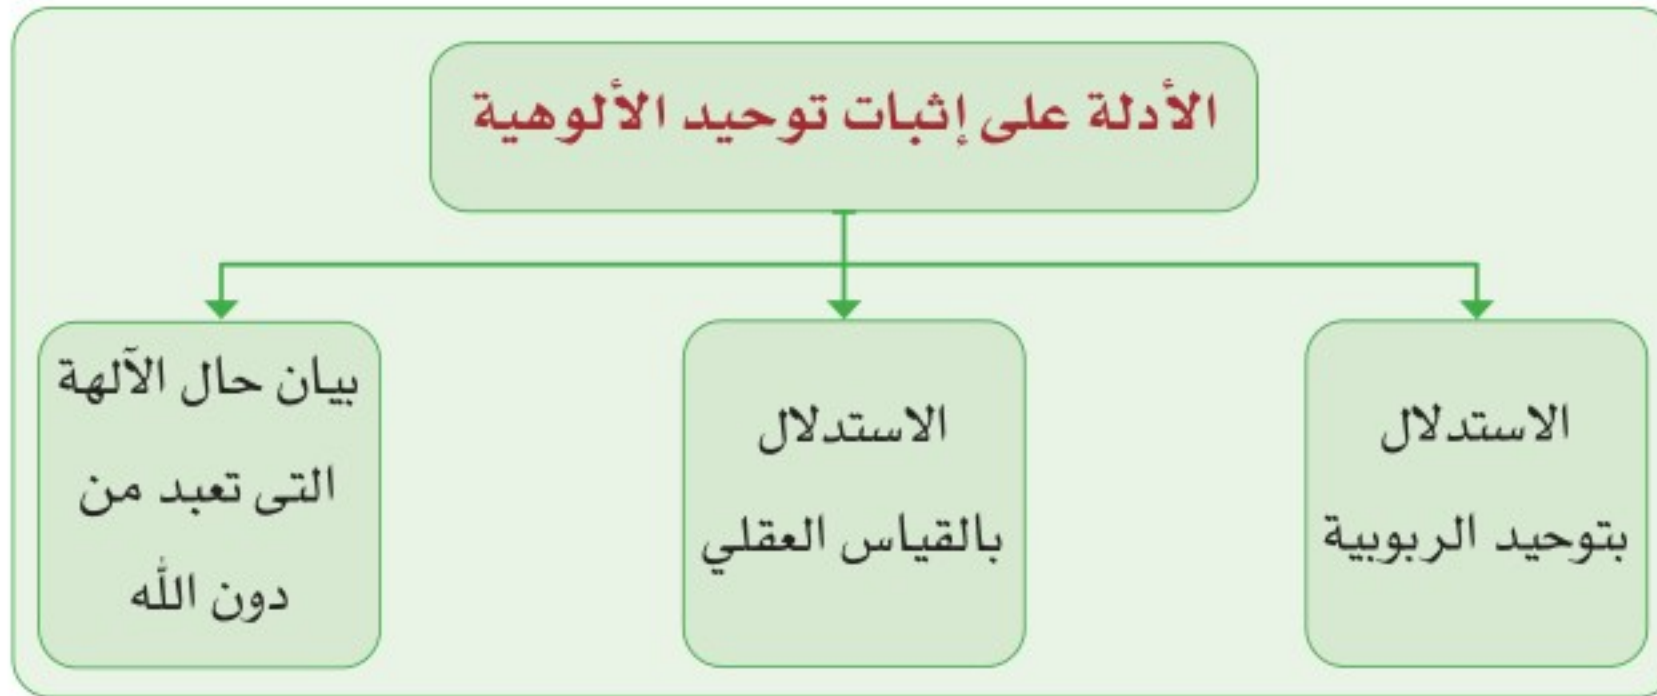 الأدلة على إثبات توحيد الألوهية
الاستدلال
بتوحيد الربوبية
الاستدلال
بالقياس العقلي
بيان حال الآلهة
التى تعبد من
دون الله